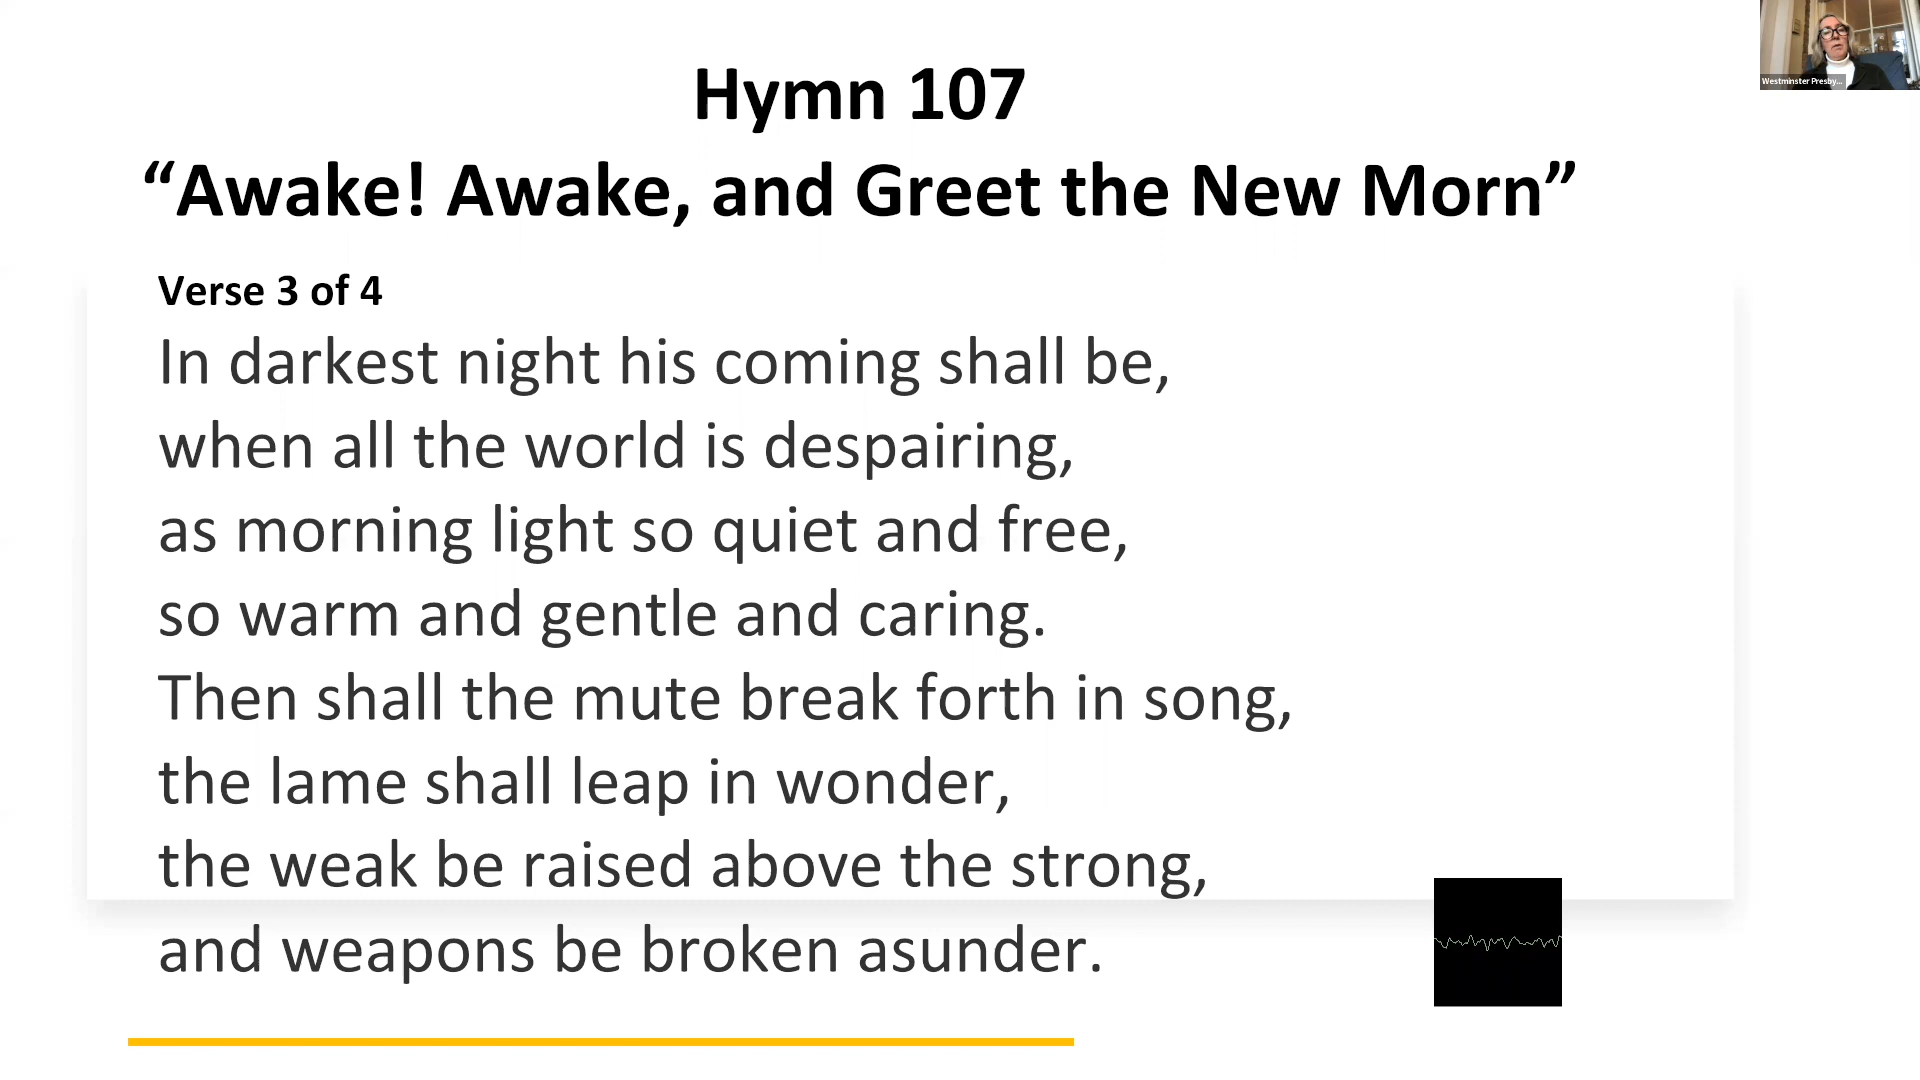 Hymn 107
“Awake! Awake, and Greet the New Morn”
Verse 3 of 4
In darkest night his coming shall be,
when all the world is despairing,
as morning light so quiet and free,
so warm and gentle and caring.
Then shall the mute break forth in song,
the lame shall leap in wonder,
the weak be raised above the strong,
and weapons be broken asunder.
Westminster Presby...